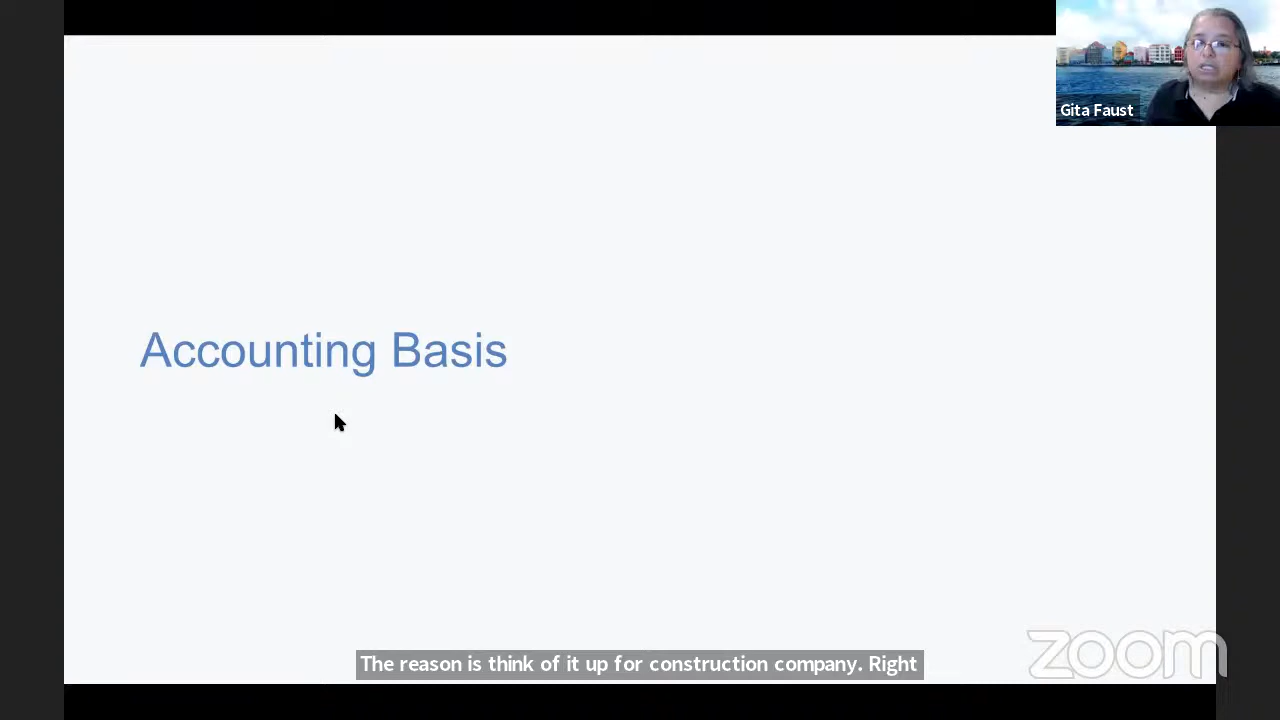 Gita Faust
Accounting Basis
The reason is think of it up for construction company. Right
zoom